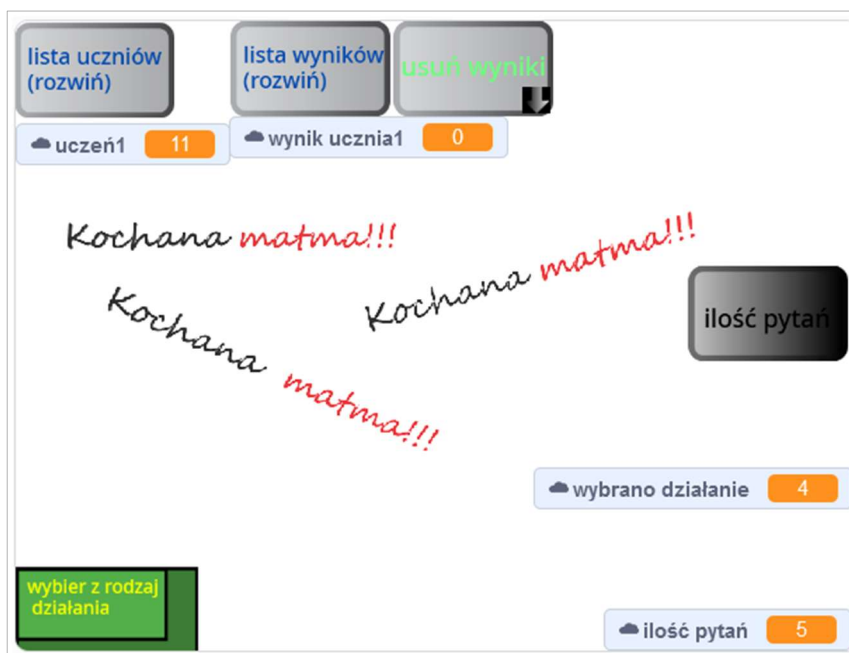 lista uczniów
(rozwiń)
lista wyników
(rozwiń)
usuń wyniki
uczeń1 11
wynik ucznia1 0
Kochana matma!!!
Kochana matma!!!
Kochana matma!!!
ilość pytań
wybrano działanie 4
wybier z rodzaj
działania
ilość pytań 5